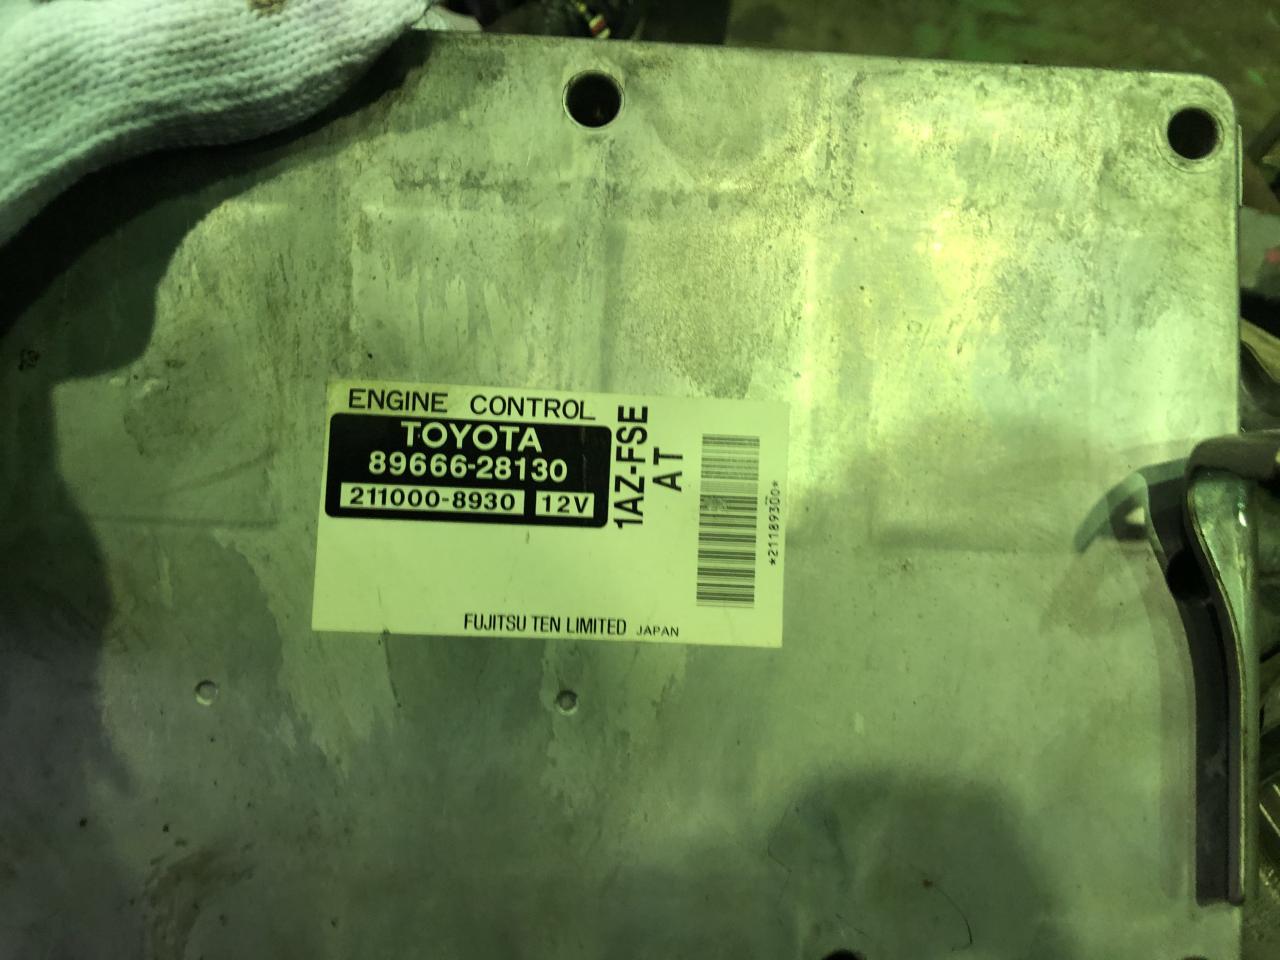 ENGINE CONTROL
TOYOTA
89666-28130
211000-8930 12V
1AZ-FSE
AT
*21189300*
FUJITSU TEN LIMITED JAPAN